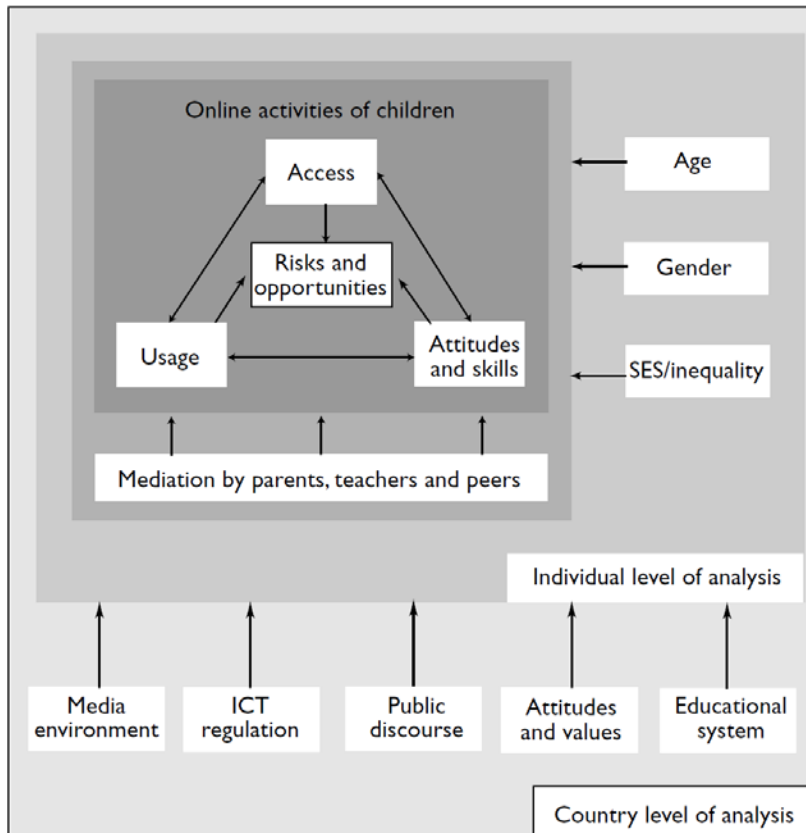 Online activities of children
Access
Age
Risks and
opportunities
Gender
Usage
Attitudes
and skills
SES/inequality
Mediation by parents, teachers and peers
Individual level of analysis
Media
environment
ICT
regulation
Public
discourse
Attitudes
and values
Educational
system
Country level of analysis